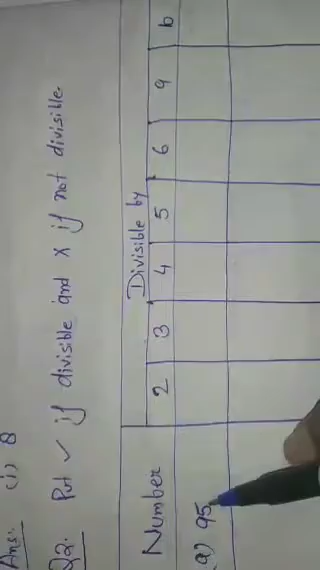 Ans: (i) 8
Q2. Put ✓ if divisible and × if not divisible.
Number Divisible by
2 3 4 5 6 9
(a) 95